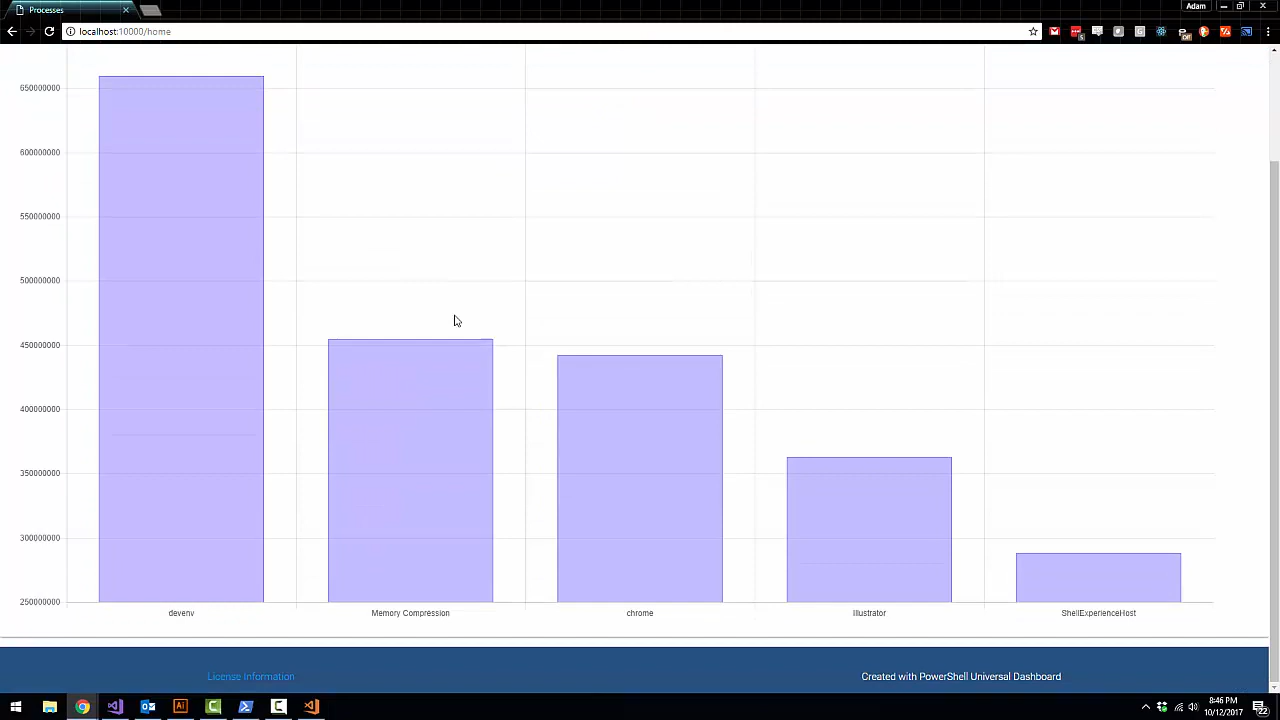 Processes
Adam
localhost:10000/home
650000000
600000000
550000000
500000000
450000000
400000000
350000000
300000000
250000000
devenv
Memory Compression
chrome
Illustrator
ShellExperienceHost
License Information
Created with PowerShell Universal Dashboard
8:46 PM
10/12/2017